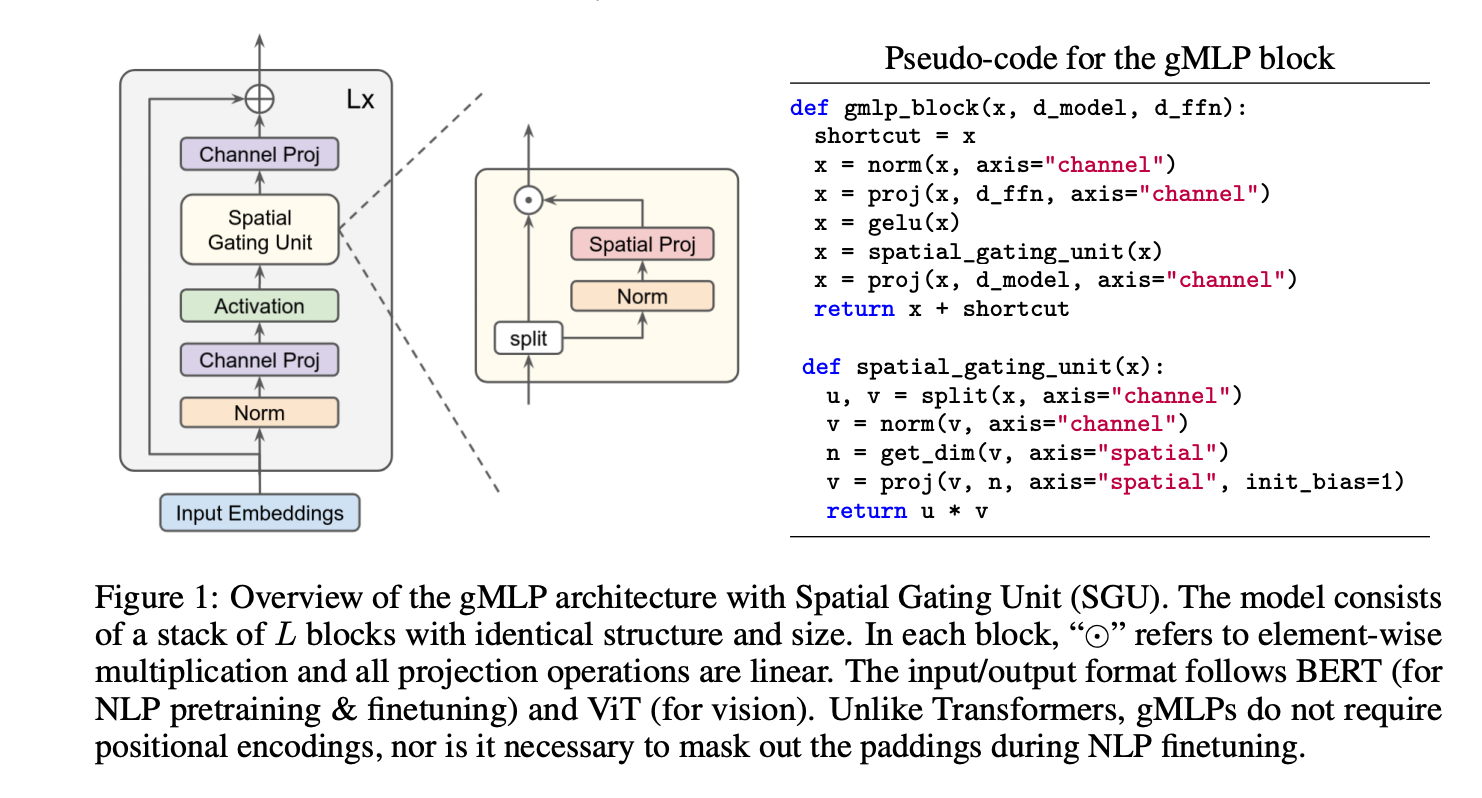 Lx
Channel Proj
Spatial
Gating Unit
Activation
Channel Proj
Norm
Input Embeddings
Spatial Proj
Norm
split
Pseudo-code for the gMLP block
def gmlp_block(x, d_model, d_ffn):
shortcut = x
x = norm(x, axis="channel")
x = proj(x, d_ffn, axis="channel")
x = gelu(x)
x = spatial_gating_unit(x)
x = proj(x, d_model, axis="channel")
return x + shortcut
def spatial_gating_unit(x):
u, v = split(x, axis="channel")
v = norm(v, axis="channel")
n = get_dim(v, axis="spatial")
v = proj(v, n, axis="spatial", init_bias=1)
return u * v
Figure 1: Overview of the gMLP architecture with Spatial Gating Unit (SGU). The model consists
of a stack of L blocks with identical structure and size. In each block, “⊙” refers to element-wise
multiplication and all projection operations are linear. The input/output format follows BERT (for
NLP pretraining & finetuning) and ViT (for vision). Unlike Transformers, gMLPs do not require
positional encodings, nor is it necessary to mask out the paddings during NLP finetuning.